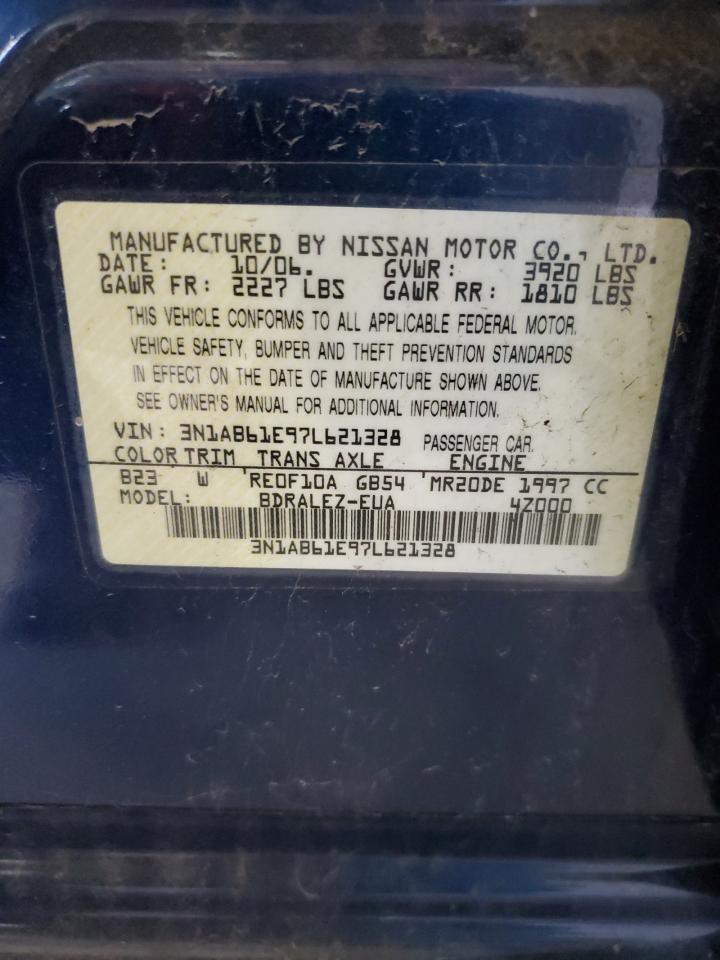 MANUFACTURED BY NISSAN MOTOR CO., LTD.
DATE: 10/06. GVWR: 3920 LBS
GAWR FR: 2227 LBS GAWR RR: 1810 LBS
THIS VEHICLE CONFORMS TO ALL APPLICABLE FEDERAL MOTOR.
VEHICLE SAFETY, BUMPER AND THEFT PREVENTION STANDARDS
IN EFFECT ON THE DATE OF MANUFACTURE SHOWN ABOVE.
SEE OWNER'S MANUAL FOR ADDITIONAL INFORMATION.
VIN: 3N1AB61E97L621328 PASSENGER CAR.
COLOR TRIM TRANS AXLE ENGINE
B23 W RE0F10A GB54 MR20DE 1997 CC
MODEL: BDRALEZ-EUA 4Z000
3N1AB61E97L621328